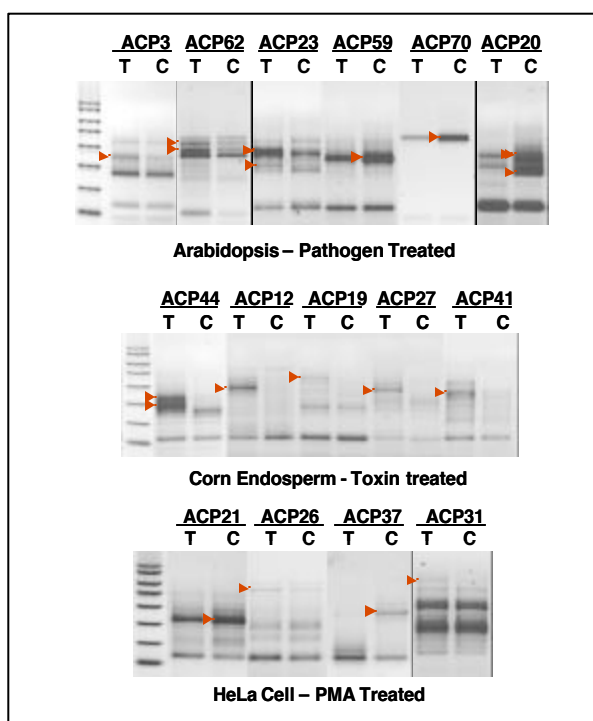 ACP3 ACP62 ACP23 ACP59 ACP70 ACP20
T C T C T C T C T C T C
Arabidopsis – Pathogen Treated
ACP44 ACP12 ACP19 ACP27 ACP41
T C T C T C T C T C
Corn Endosperm - Toxin treated
ACP21 ACP26 ACP37 ACP31
T C T C T C T C
HeLa Cell – PMA Treated